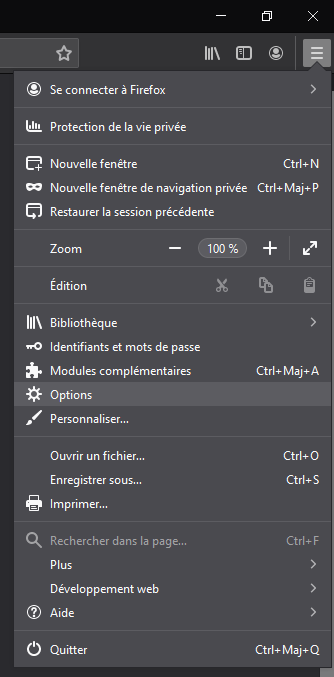 Se connecter à Firefox
Protection de la vie privée
Nouvelle fenêtre Ctrl+N
Nouvelle fenêtre de navigation privée Ctrl+Maj+P
Restaurer la session précédente
Zoom 100 %
Édition
Bibliothèque
Identifiants et mots de passe
Modules complémentaires Ctrl+Maj+A
Options
Personnaliser...
Ouvrir un fichier... Ctrl+O
Enregistrer sous... Ctrl+S
Imprimer...
Rechercher dans la page... Ctrl+F
Plus
Développement web
Aide
Quitter Ctrl+Maj+Q